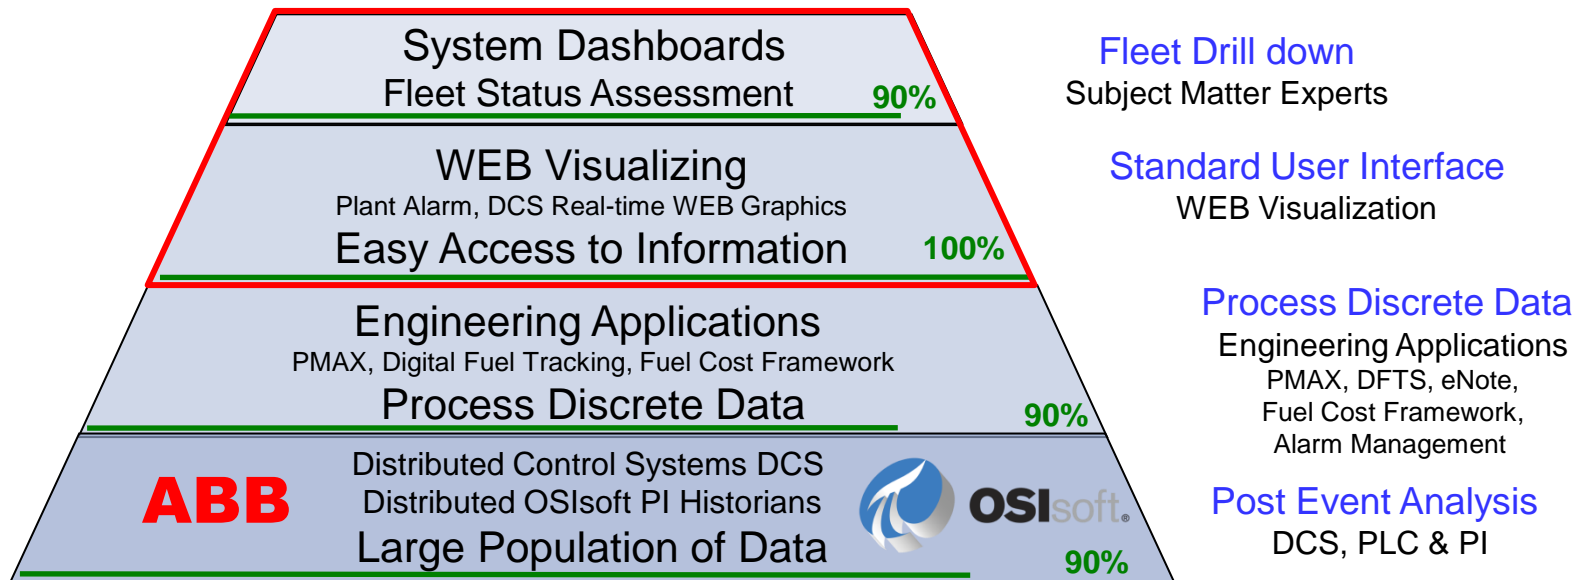 System Dashboards
Fleet Status Assessment 90%
Fleet Drill down
Subject Matter Experts
WEB Visualizing
Plant Alarm, DCS Real-time WEB Graphics
Easy Access to Information 100%
Standard User Interface
WEB Visualization
Engineering Applications
PMAX, Digital Fuel Tracking, Fuel Cost Framework
Process Discrete Data 90%
Process Discrete Data
Engineering Applications
PMAX, DFTS, eNote,
Fuel Cost Framework,
Alarm Management
ABB
Distributed Control Systems DCS
Distributed OSIsoft PI Historians
Large Population of Data 90%
OSIsoft®
Post Event Analysis
DCS, PLC & PI